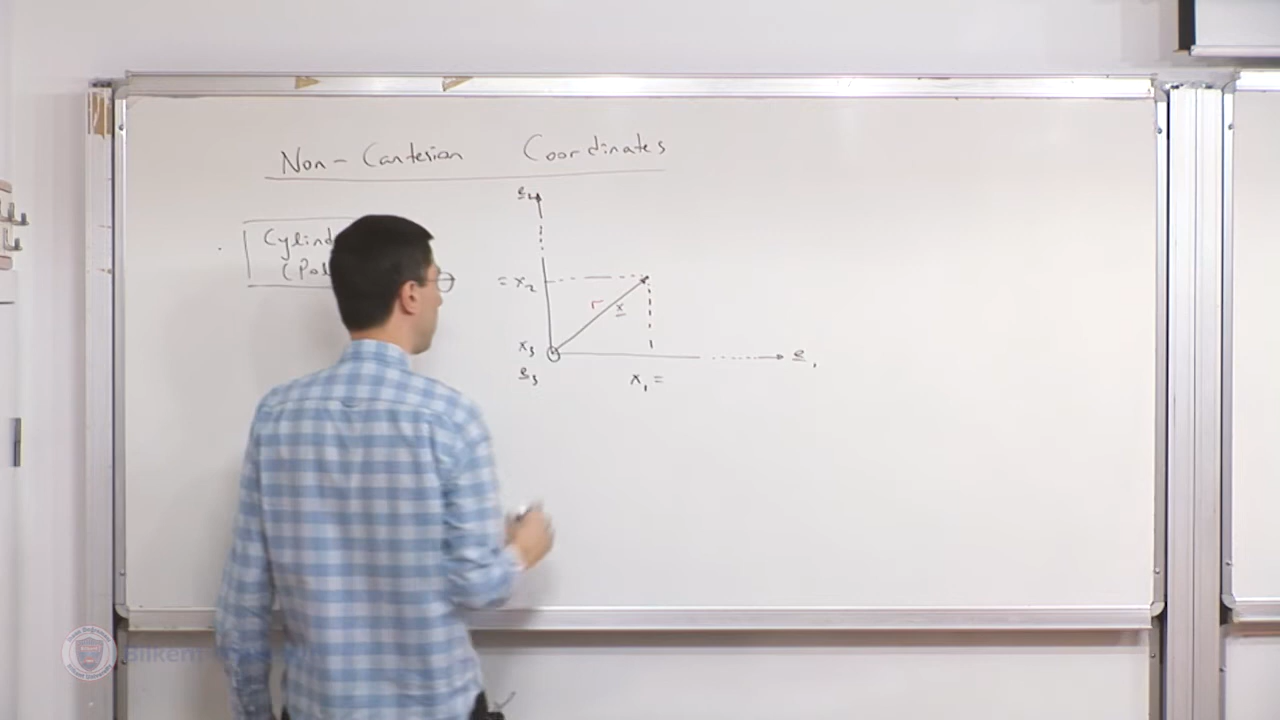 Non - Cartesian Coordinates
Cylind
(Pol
e₂
= x₂
r
x
x₃
e₃
x₁ =
e₁